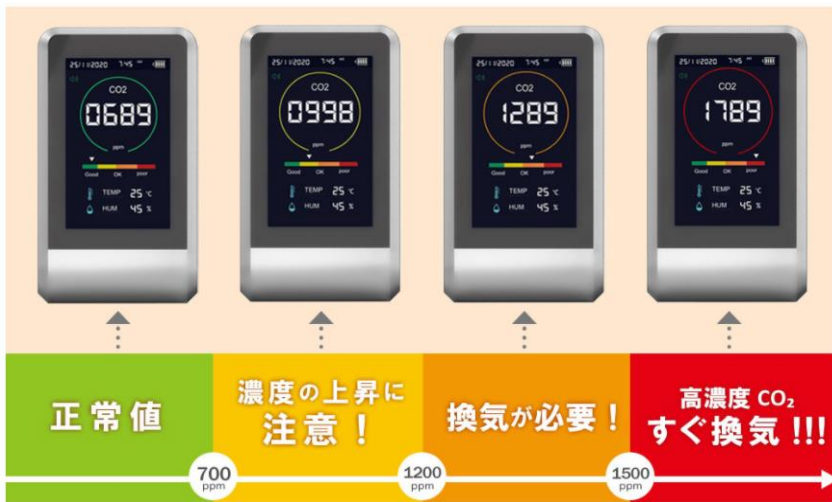 25/11/2020 7:45 AM
CO2
0689
ppm
Good OK poor
TEMP 25 ℃
HUM 45 %
25/11/2020 7:45 AM
CO2
0998
ppm
Good OK poor
TEMP 25 ℃
HUM 45 %
25/11/2020 7:45 AM
CO2
1289
ppm
Good OK poor
TEMP 25 ℃
HUM 45 %
25/11/2020 7:45 AM
CO2
1789
ppm
Good OK poor
TEMP 25 ℃
HUM 45 %
正常値
濃度の上昇に
注意！
換気が必要！
高濃度 CO₂
すぐ換気 !!!
700
ppm
1200
ppm
1500
ppm